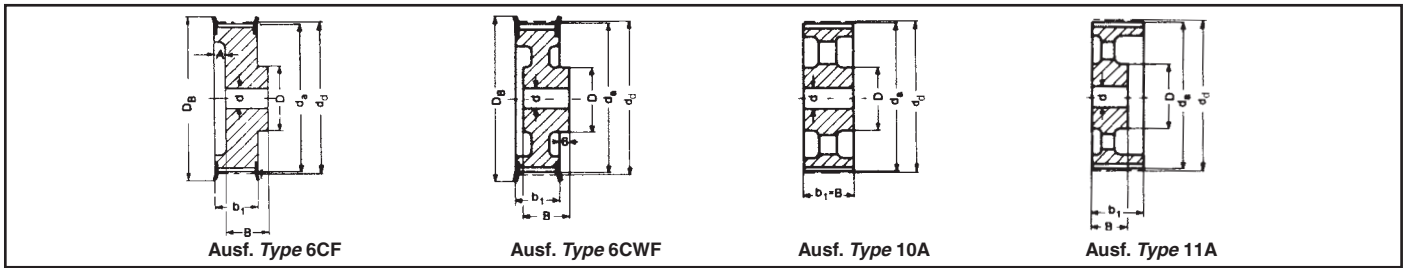 D_B
A
d
D
d_a
d_d
b_1
B
Ausf. Type 6CF
D_B
d
D
6
d_a
d_d
b_1
B
Ausf. Type 6CWF
d
D
d_a
d_d
b_1=B
Ausf. Type 10A
d
D
d_a
d_d
b_1
B
Ausf. Type 11A